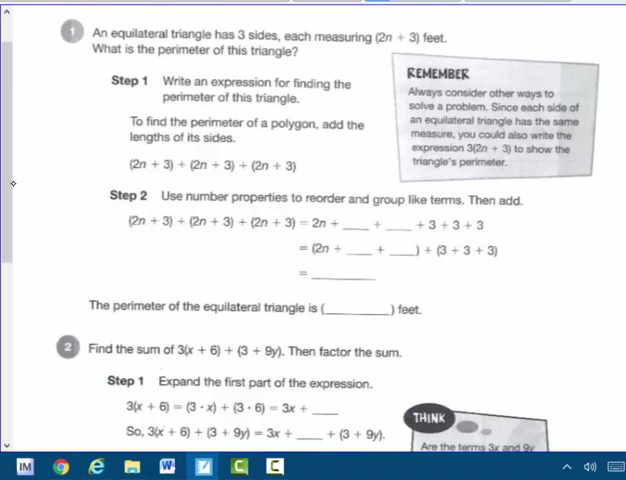 1 An equilateral triangle has 3 sides, each measuring (2n + 3) feet.
What is the perimeter of this triangle?
Step 1 Write an expression for finding the
perimeter of this triangle.
To find the perimeter of a polygon, add the
lengths of its sides.
(2n + 3) + (2n + 3) + (2n + 3)
REMEMBER
Always consider other ways to
solve a problem. Since each side of
an equilateral triangle has the same
measure, you could also write the
expression 3(2n + 3) to show the
triangle's perimeter.
Step 2 Use number properties to reorder and group like terms. Then add.
(2n + 3) + (2n + 3) + (2n + 3) = 2n + ____ + ____ + 3 + 3 + 3
= (2n + ____ + ____) + (3 + 3 + 3)
= __________
The perimeter of the equilateral triangle is (__________) feet.
2 Find the sum of 3(x + 6) + (3 + 9y). Then factor the sum.
Step 1 Expand the first part of the expression.
3(x + 6) = (3 · x) + (3 · 6) = 3x + ____
So, 3(x + 6) + (3 + 9y) = 3x + ____ + (3 + 9y).
THINK
Are the terms 3x and 9y
IM